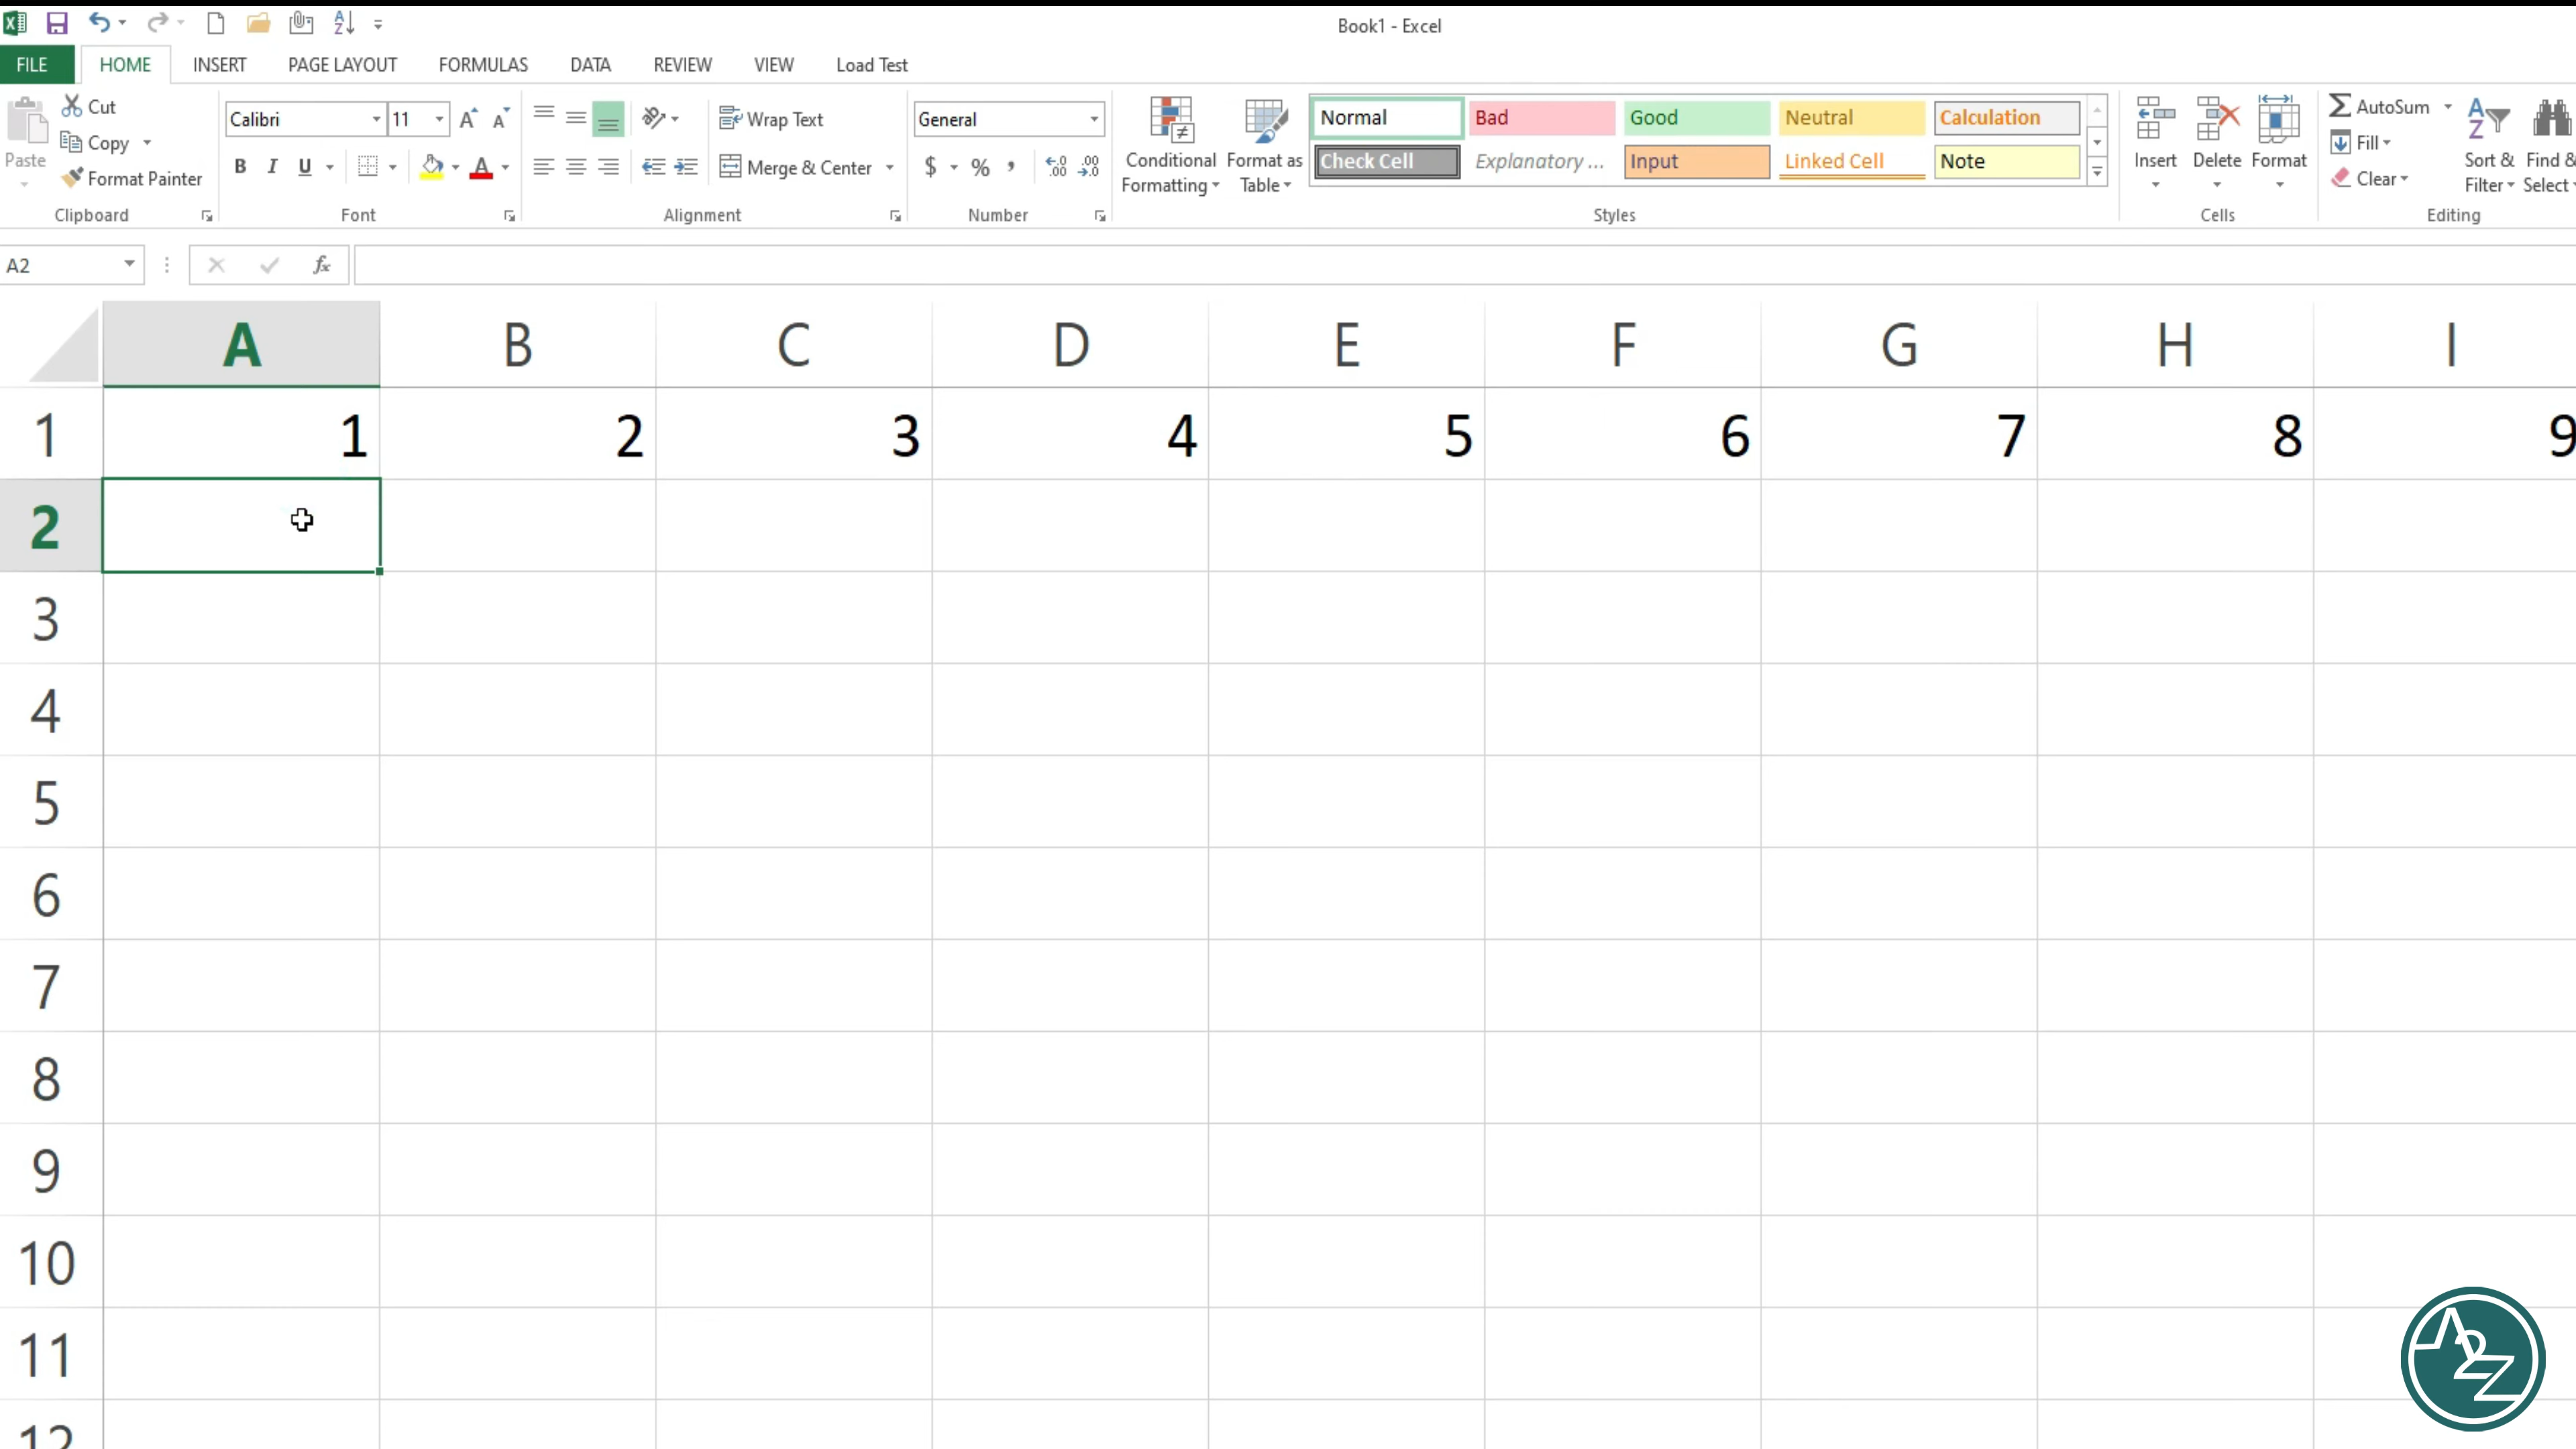 Book1 - Excel
FILE HOME INSERT PAGE LAYOUT FORMULAS DATA REVIEW VIEW Load Test
Paste
Cut
Copy
Format Painter
Clipboard
Calibri 11
B I U
Font
Wrap Text
Merge & Center
Alignment
General
$ % ,
Number
Conditional Formatting
Format as Table
Normal Bad Good Neutral Calculation
Check Cell Explanatory ... Input Linked Cell Note
Styles
Insert Delete Format
Cells
AutoSum
Fill
Clear
Sort & Filter
Find & Select
Editing
A2 fx
A B C D E F G H I
1 1 2 3 4 5 6 7 8 9
2
3
4
5
6
7
8
9
10
11
12
A2Z